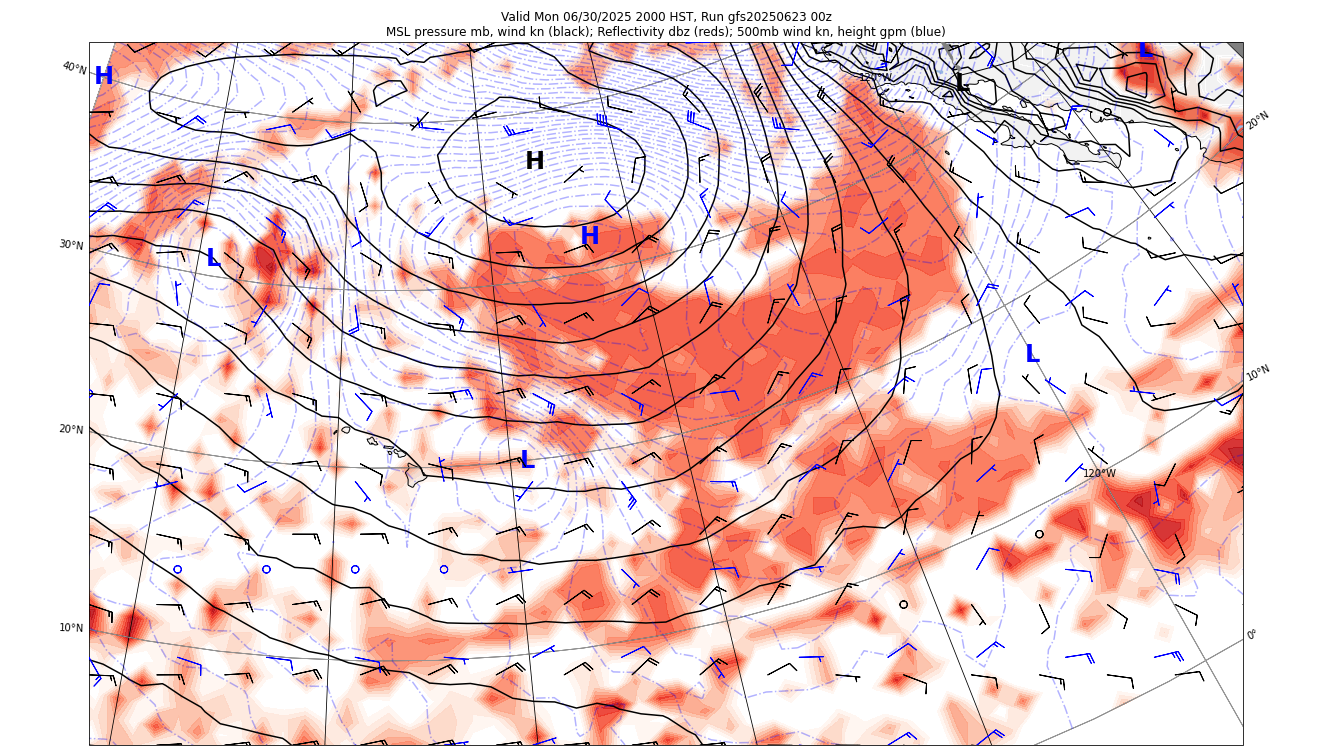 Valid Mon 06/30/2025 2000 HST, Run gfs20250623 00z
MSL pressure mb, wind kn (black); Reflectivity dbz (reds); 500mb wind kn, height gpm (blue)
L
40°N
H
120°W
L
20°N
H
H
30°N
L
L
10°N
20°N
L
120°W
10°N
0°